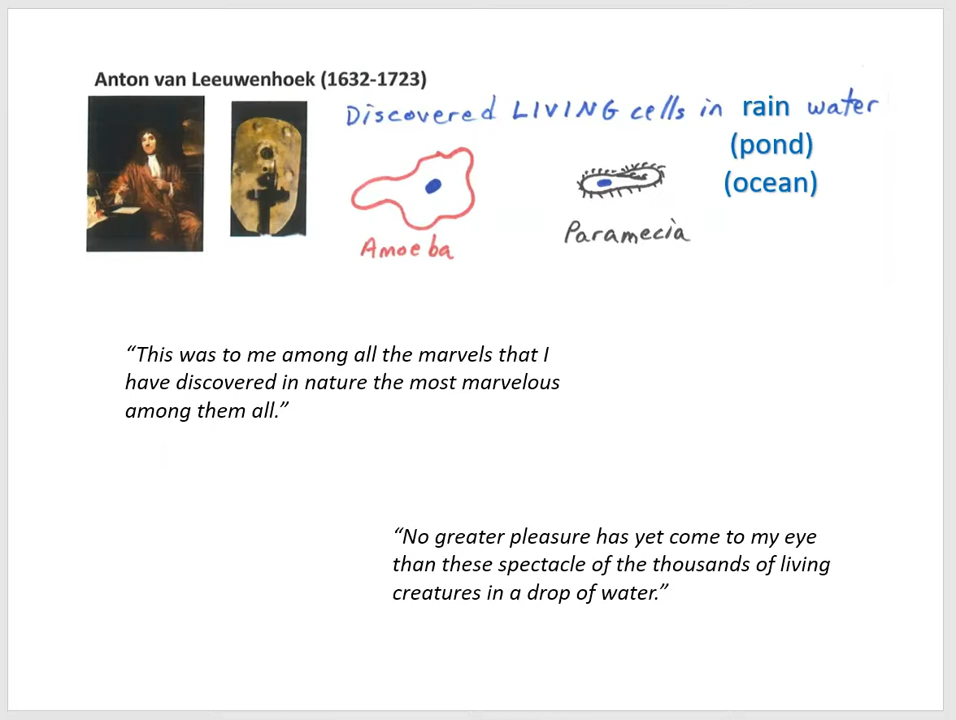 Anton van Leeuwenhoek (1632-1723)
Discovered LIVING cells in rain water
(pond)
(ocean)
Amoeba
Paramecia
“This was to me among all the marvels that I
have discovered in nature the most marvelous
among them all.”
“No greater pleasure has yet come to my eye
than these spectacle of the thousands of living
creatures in a drop of water.”